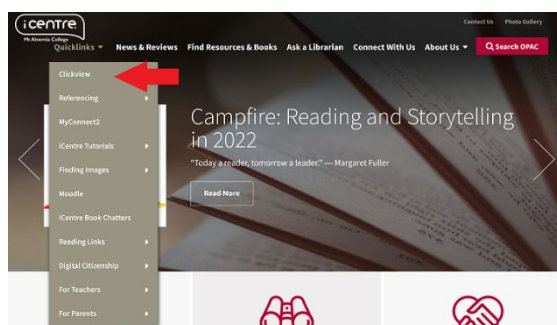 Contact Us Photo Gallery
iCENTRE
Mt Alvernia College
Quicklinks News & Reviews Find Resources & Books Ask a Librarian Connect With Us About Us Search OPAC
Clickview
Referencing
MyConnect2
iCentre Tutorials
Finding Images
Moodle
iCentre Book Chatters
Reading Links
Digital Citizenship
For Teachers
For Parents
Campfire: Reading and Storytelling
in 2022
"Today a reader, tomorrow a leader." — Margaret Fuller
Read More